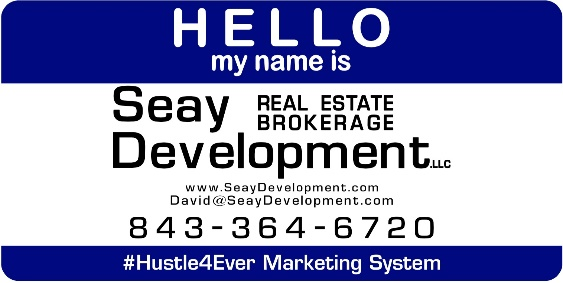 HELLO
my name is
Seay REAL ESTATE
BROKERAGE
Development.LLC
www.SeayDevelopment.com
David@SeayDevelopment.com
843-364-6720
#Hustle4Ever Marketing System